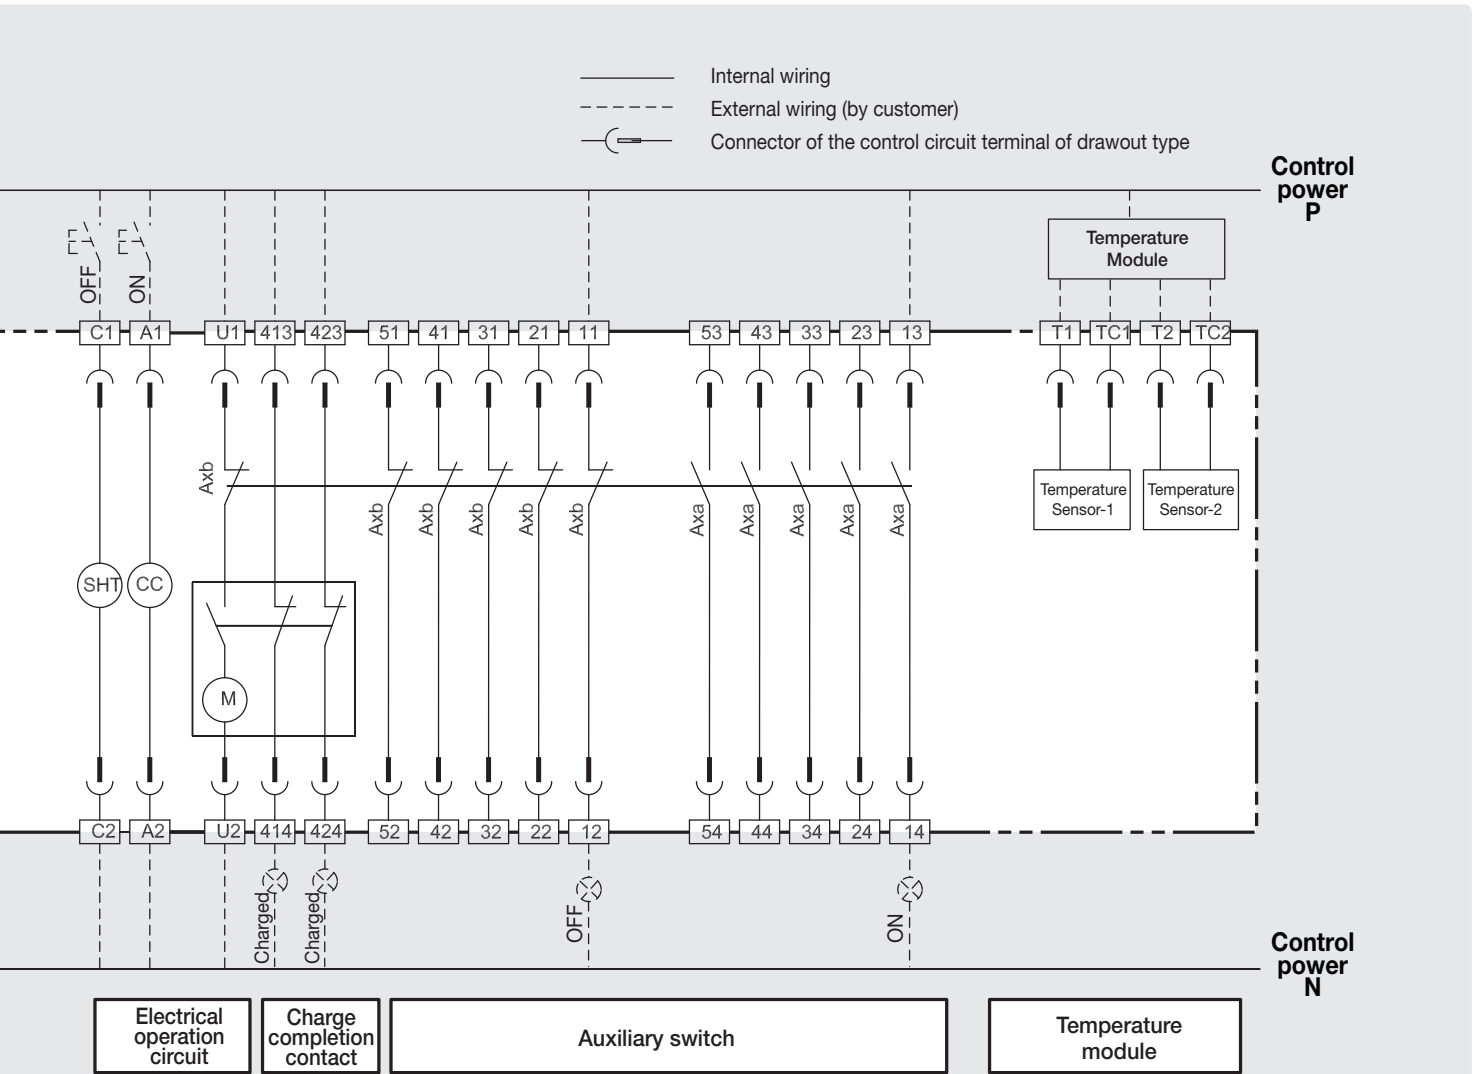 Internal wiring
External wiring (by customer)
Connector of the control circuit terminal of drawout type
Control
power
P
Temperature
Module
OFF
ON
C1 A1 U1 413 423 51 41 31 21 11 53 43 33 23 13 T1 TC1 T2 TC2
Axb
Axb Axb Axb Axb Axb Axa Axa Axa Axa Axa
Temperature
Sensor-1
Temperature
Sensor-2
SHT CC
M
C2 A2 U2 414 424 52 42 32 22 12 54 44 34 24 14
Charged Charged OFF ON
Control
power
N
Electrical
operation
circuit
Charge
completion
contact
Auxiliary switch
Temperature
module